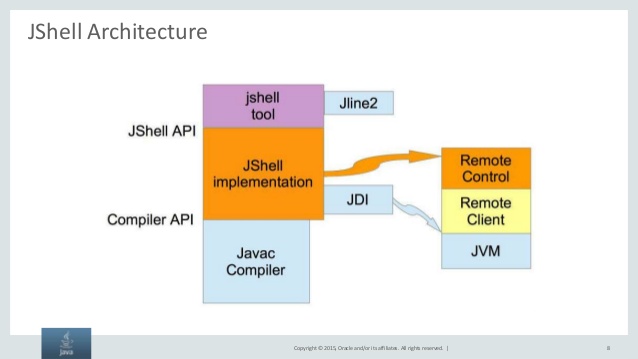 JShell Architecture
jshell
tool
Jline2
JShell API
JShell
implementation
Remote
Control
JDI
Remote
Client
Compiler API
Javac
Compiler
JVM
java
Copyright © 2015, Oracle and/or its affiliates. All rights reserved. |
8